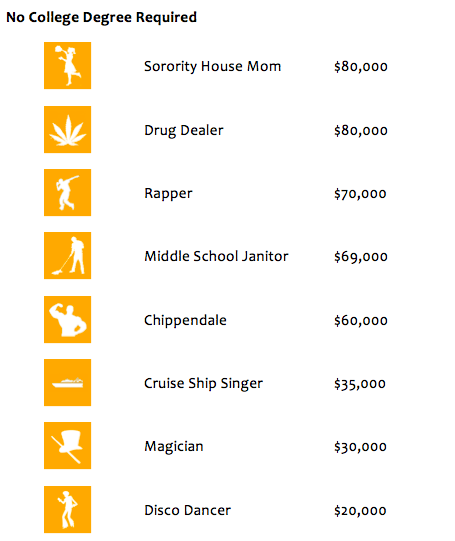 No College Degree Required
Sorority House Mom $80,000
Drug Dealer $80,000
Rapper $70,000
Middle School Janitor $69,000
Chippendale $60,000
Cruise Ship Singer $35,000
Magician $30,000
Disco Dancer $20,000